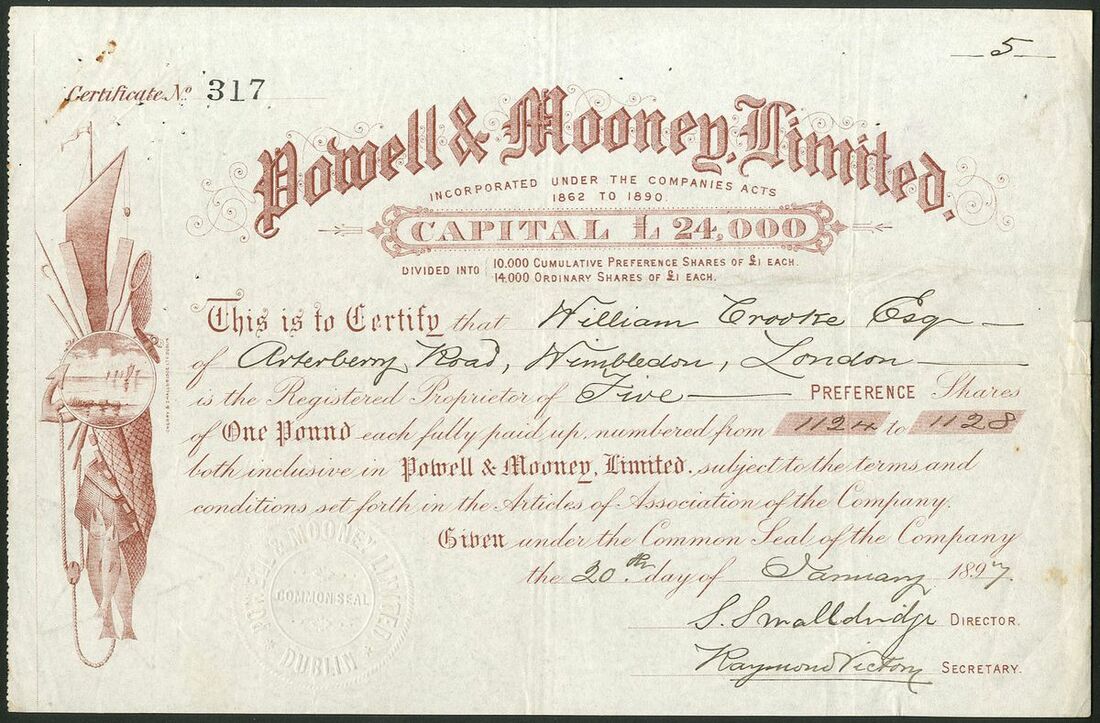 5
Certificate No 317
Powell & Mooney, Limited.
INCORPORATED UNDER THE COMPANIES ACTS
1862 TO 1890.
CAPITAL £24,000
DIVIDED INTO 10,000 CUMULATIVE PREFERENCE SHARES OF £1 EACH.
14,000 ORDINARY SHARES OF £1 EACH.
This is to Certify that William Crooke Esq
of Arterberry Road, Wimbledon, London
is the Registered Proprietor of Five PREFERENCE Shares
of One Pound each fully paid up, numbered from 1124 to 1128
both inclusive in Powell & Mooney, Limited, subject to the terms and
conditions set forth in the Articles of Association of the Company.
Given under the Common Seal of the Company
the 20th day of January 1897.
S. Smalldridge DIRECTOR.
Raymond Victory SECRETARY.
POWELL & MOONEY LIMITED
COMMON SEAL
DUBLIN